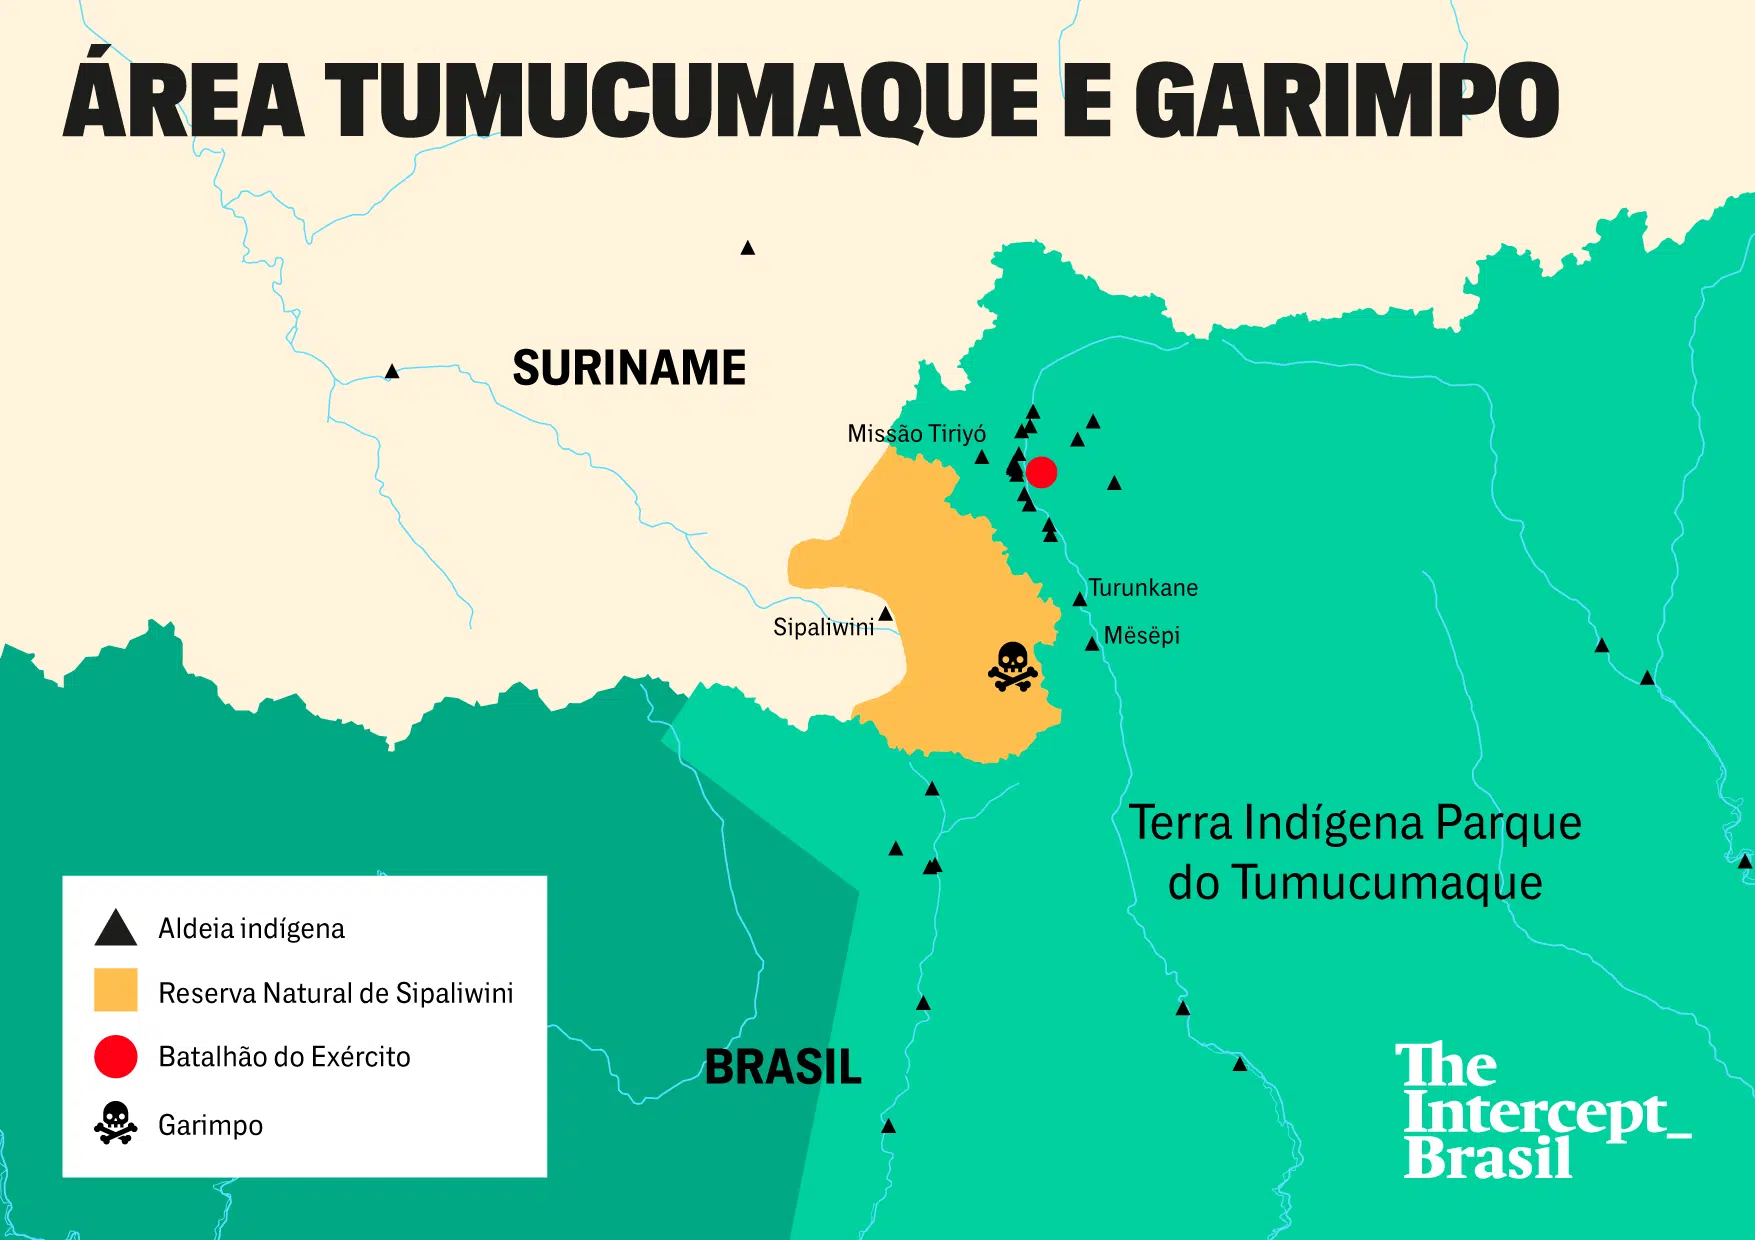 ÁREA TUMUCUMAQUE E GARIMPO
SURINAME
Missão Tiriyó
Turunkane
Sipaliwini
Mësëpi
Terra Indígena Parque
do Tumucumaque
BRASIL
Aldeia indígena
Reserva Natural de Sipaliwini
Batalhão do Exército
Garimpo
The
Intercept_
Brasil